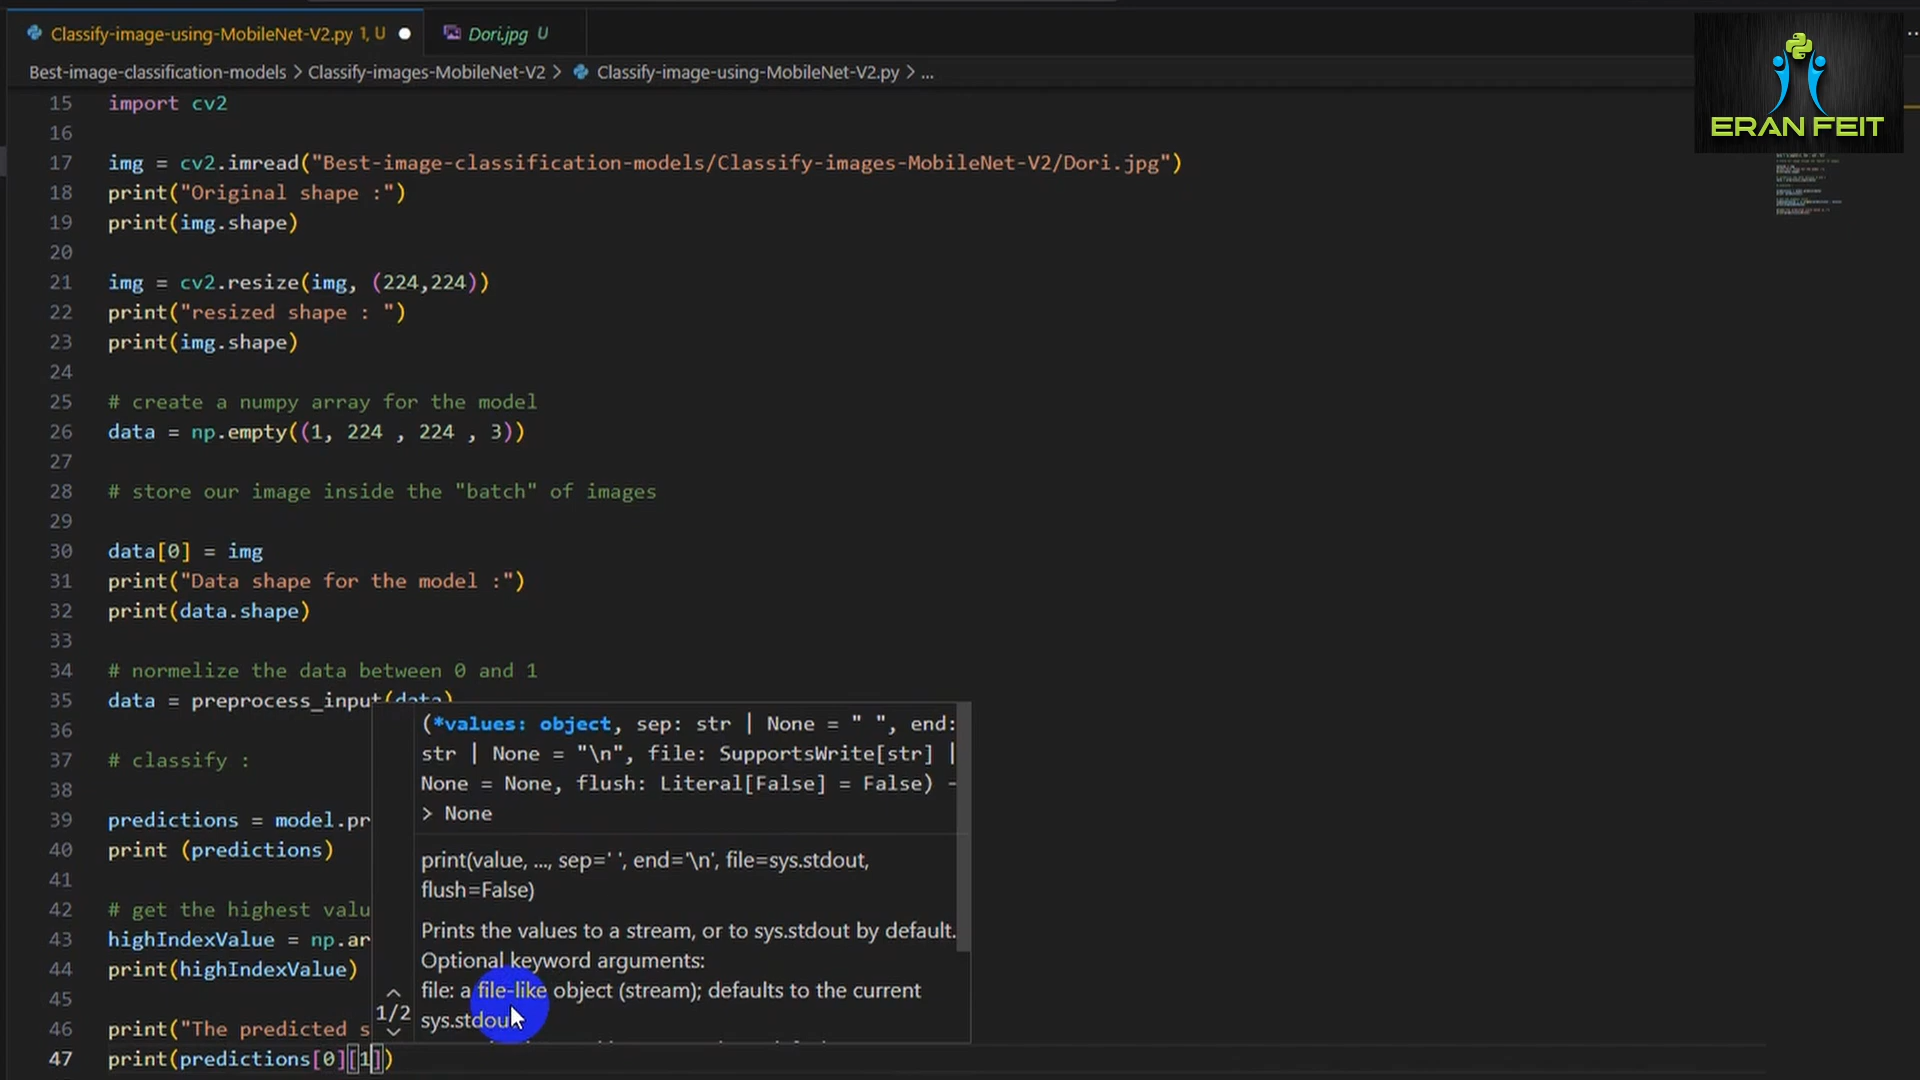 Classify-image-using-MobileNet-V2.py 1, U
Dori.jpg U
Best-image-classification-models > Classify-images-MobileNet-V2 > Classify-image-using-MobileNet-V2.py > ...
ERAN FEIT
15 import cv2
16
17 img = cv2.imread("Best-image-classification-models/Classify-images-MobileNet-V2/Dori.jpg")
18 print("Original shape :")
19 print(img.shape)
20
21 img = cv2.resize(img, (224,224))
22 print("resized shape : ")
23 print(img.shape)
24
25 # create a numpy array for the model
26 data = np.empty((1, 224 , 224 , 3))
27
28 # store our image inside the "batch" of images
29
30 data[0] = img
31 print("Data shape for the model :")
32 print(data.shape)
33
34 # normelize the data between 0 and 1
35 data = preprocess_input(data)
36
37 # classify :
38
39 predictions = model.pr
40 print (predictions)
41
42 # get the highest valu
43 highIndexValue = np.ar
44 print(highIndexValue)
45
46 print("The predicted s
47 print(predictions[0][1])
(*values: object, sep: str | None = " ", end:
str | None = "\n", file: SupportsWrite[str] |
None = None, flush: Literal[False] = False) -
> None
print(value, ..., sep=' ', end='\n', file=sys.stdout,
flush=False)
Prints the values to a stream, or to sys.stdout by default.
Optional keyword arguments:
file: a file-like object (stream); defaults to the current
sys.stdout.
1/2